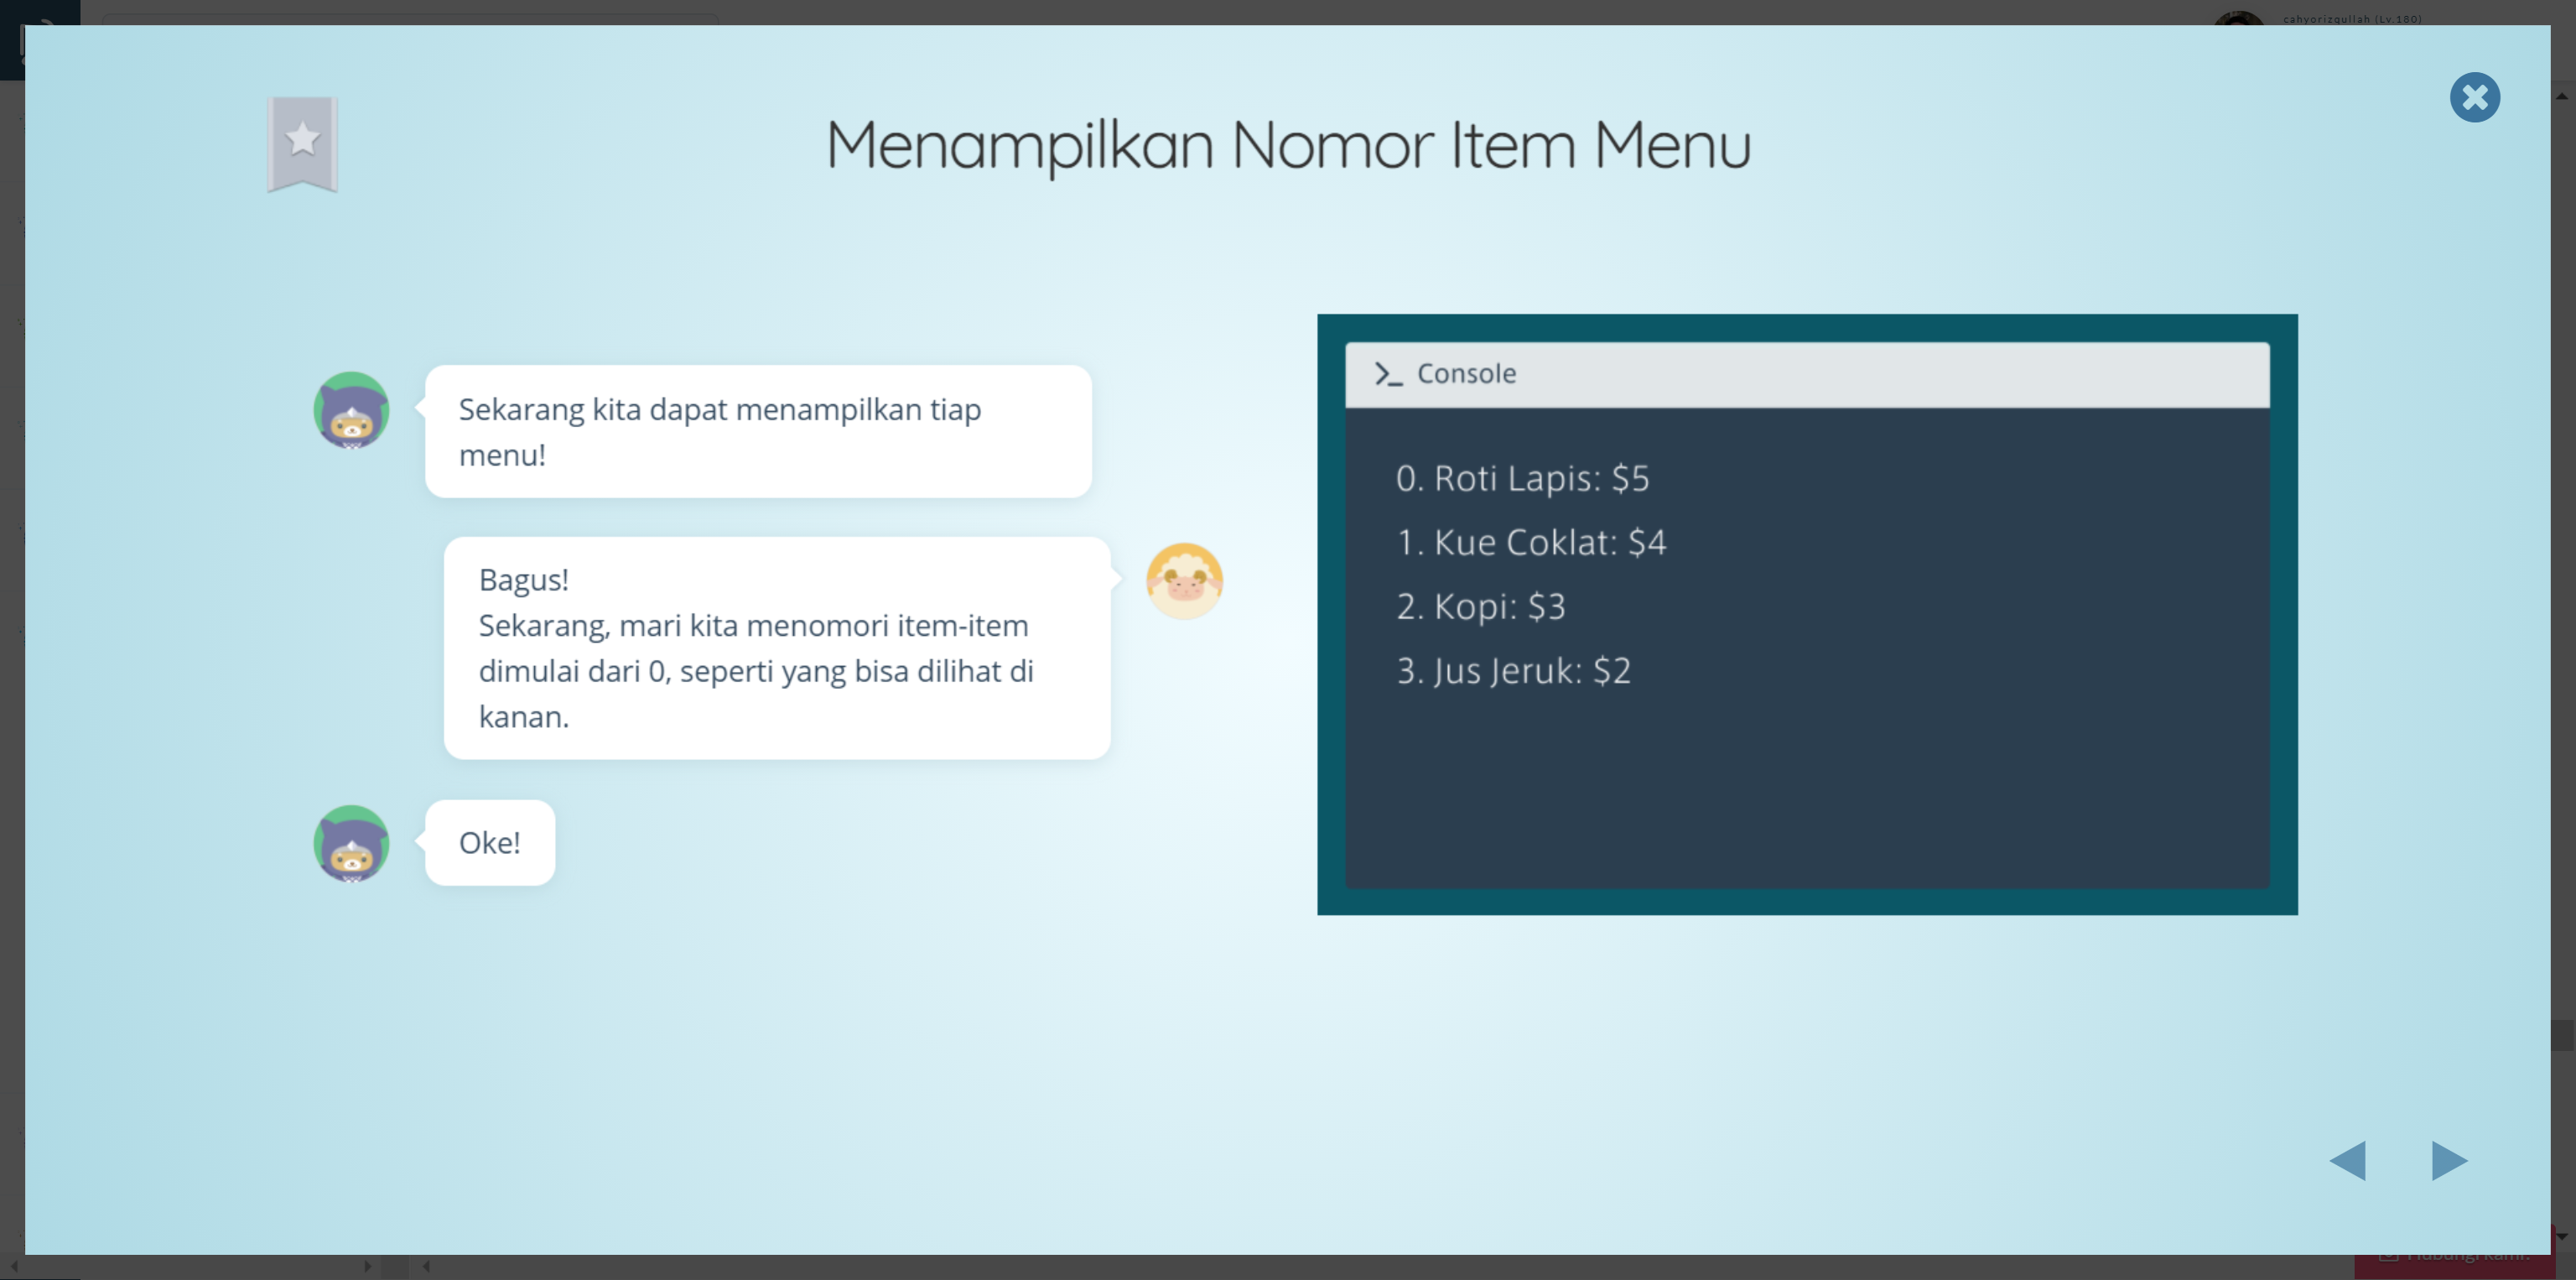 cahyorizqullah (Lv.180)
Menampilkan Nomor Item Menu
Sekarang kita dapat menampilkan tiap
menu!
Bagus!
Sekarang, mari kita menomori item-item
dimulai dari 0, seperti yang bisa dilihat di
kanan.
Oke!
Console
0. Roti Lapis: $5
1. Kue Coklat: $4
2. Kopi: $3
3. Jus Jeruk: $2
Hubungi kami!